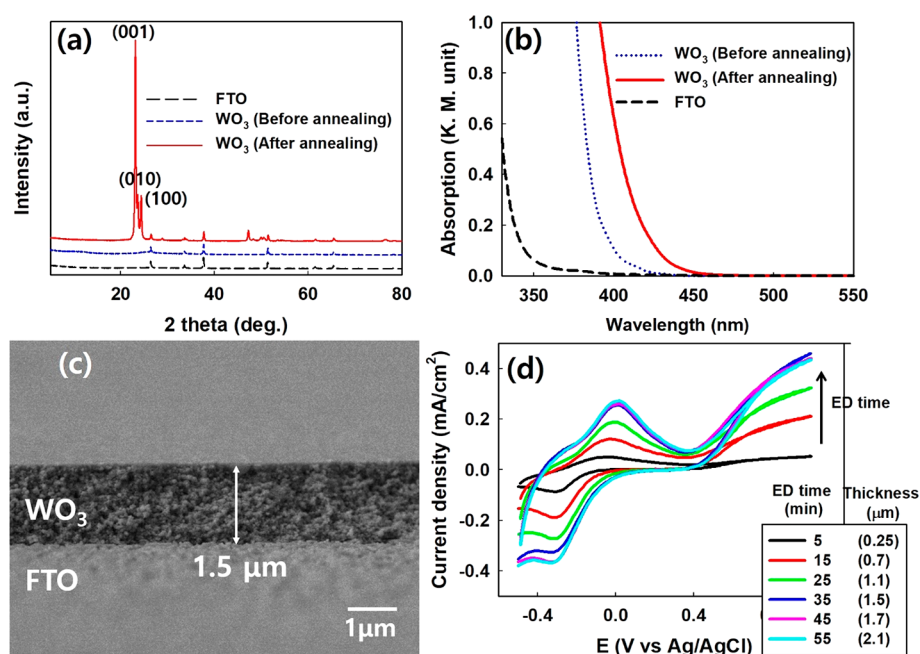 (a)
(001)
(010)
(100)
FTO
WO3 (Before annealing)
WO3 (After annealing)
Intensity (a.u.)
20 40 60 80
2 theta (deg.)
(b)
WO3 (Before annealing)
WO3 (After annealing)
FTO
Absorption (K. M. unit)
1.0
0.8
0.6
0.4
0.2
0.0
350 400 450 500 550
Wavelength (nm)
(c)
WO3
FTO
1.5 μm
1μm
(d)
Current density (mA/cm2)
0.4
0.2
0.0
-0.2
-0.4
-0.4 0.0 0.4
E (V vs Ag/AgCl)
ED time
ED time Thickness
(min) (μm)
5 (0.25)
15 (0.7)
25 (1.1)
35 (1.5)
45 (1.7)
55 (2.1)